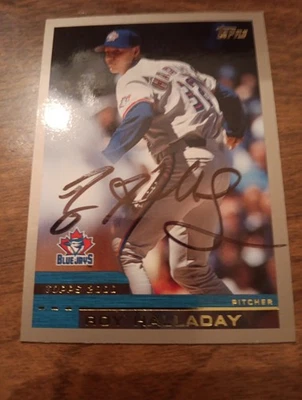 Topps
BLUE JAYS
TOPPS 2000
PITCHER
ROY HALLADAY